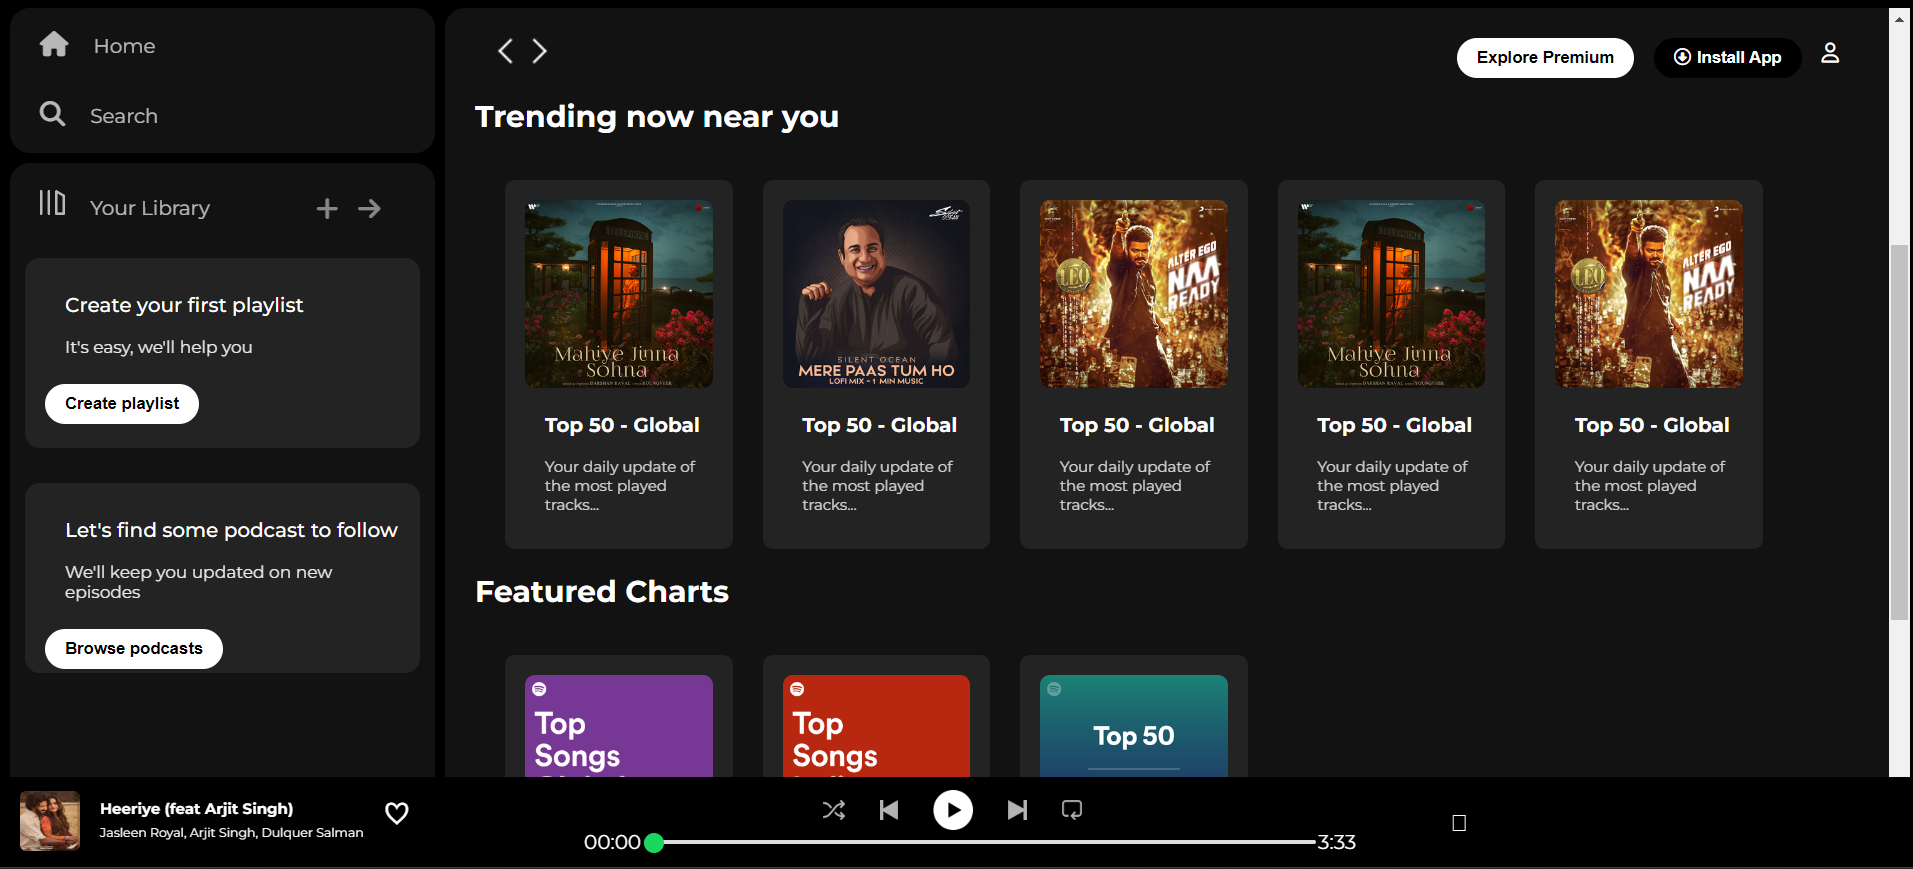 Home
Search
Your Library
Create your first playlist
It's easy, we'll help you
Create playlist
Let's find some podcast to follow
We'll keep you updated on new
episodes
Browse podcasts
Explore Premium
Install App
Trending now near you
Mahiye Jinna
Sohna
Top 50 - Global
Your daily update of
the most played
tracks...
Silent
OCEAN
SILENT OCEAN
MERE PAAS TUM HO
LOFI MIX - 1 MIN MUSIC
Top 50 - Global
Your daily update of
the most played
tracks...
LEO
ALTER EGO
NAA
READY
Top 50 - Global
Your daily update of
the most played
tracks...
Mahiye Jinna
Sohna
Top 50 - Global
Your daily update of
the most played
tracks...
LEO
ALTER EGO
NAA
READY
Top 50 - Global
Your daily update of
the most played
tracks...
Featured Charts
Top
Songs
Top
Songs
Top 50
Heeriye (feat Arjit Singh)
Jasleen Royal, Arjit Singh, Dulquer Salman
00:00
3:33